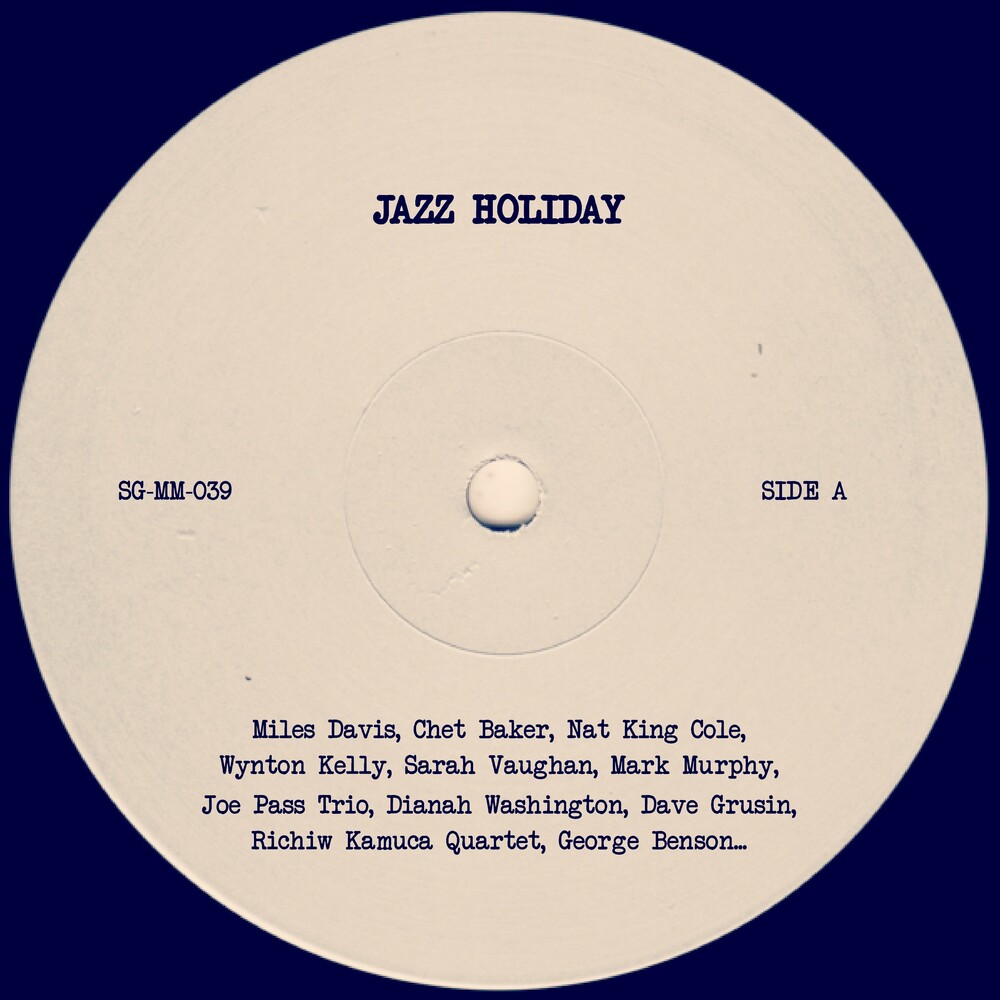 JAZZ HOLIDAY
SG-MM-039
SIDE A
Miles Davis, Chet Baker, Nat King Cole,
Wynton Kelly, Sarah Vaughan, Mark Murphy,
Joe Pass Trio, Dianah Washington, Dave Grusin,
Richiw Kamuca Quartet, George Benson...